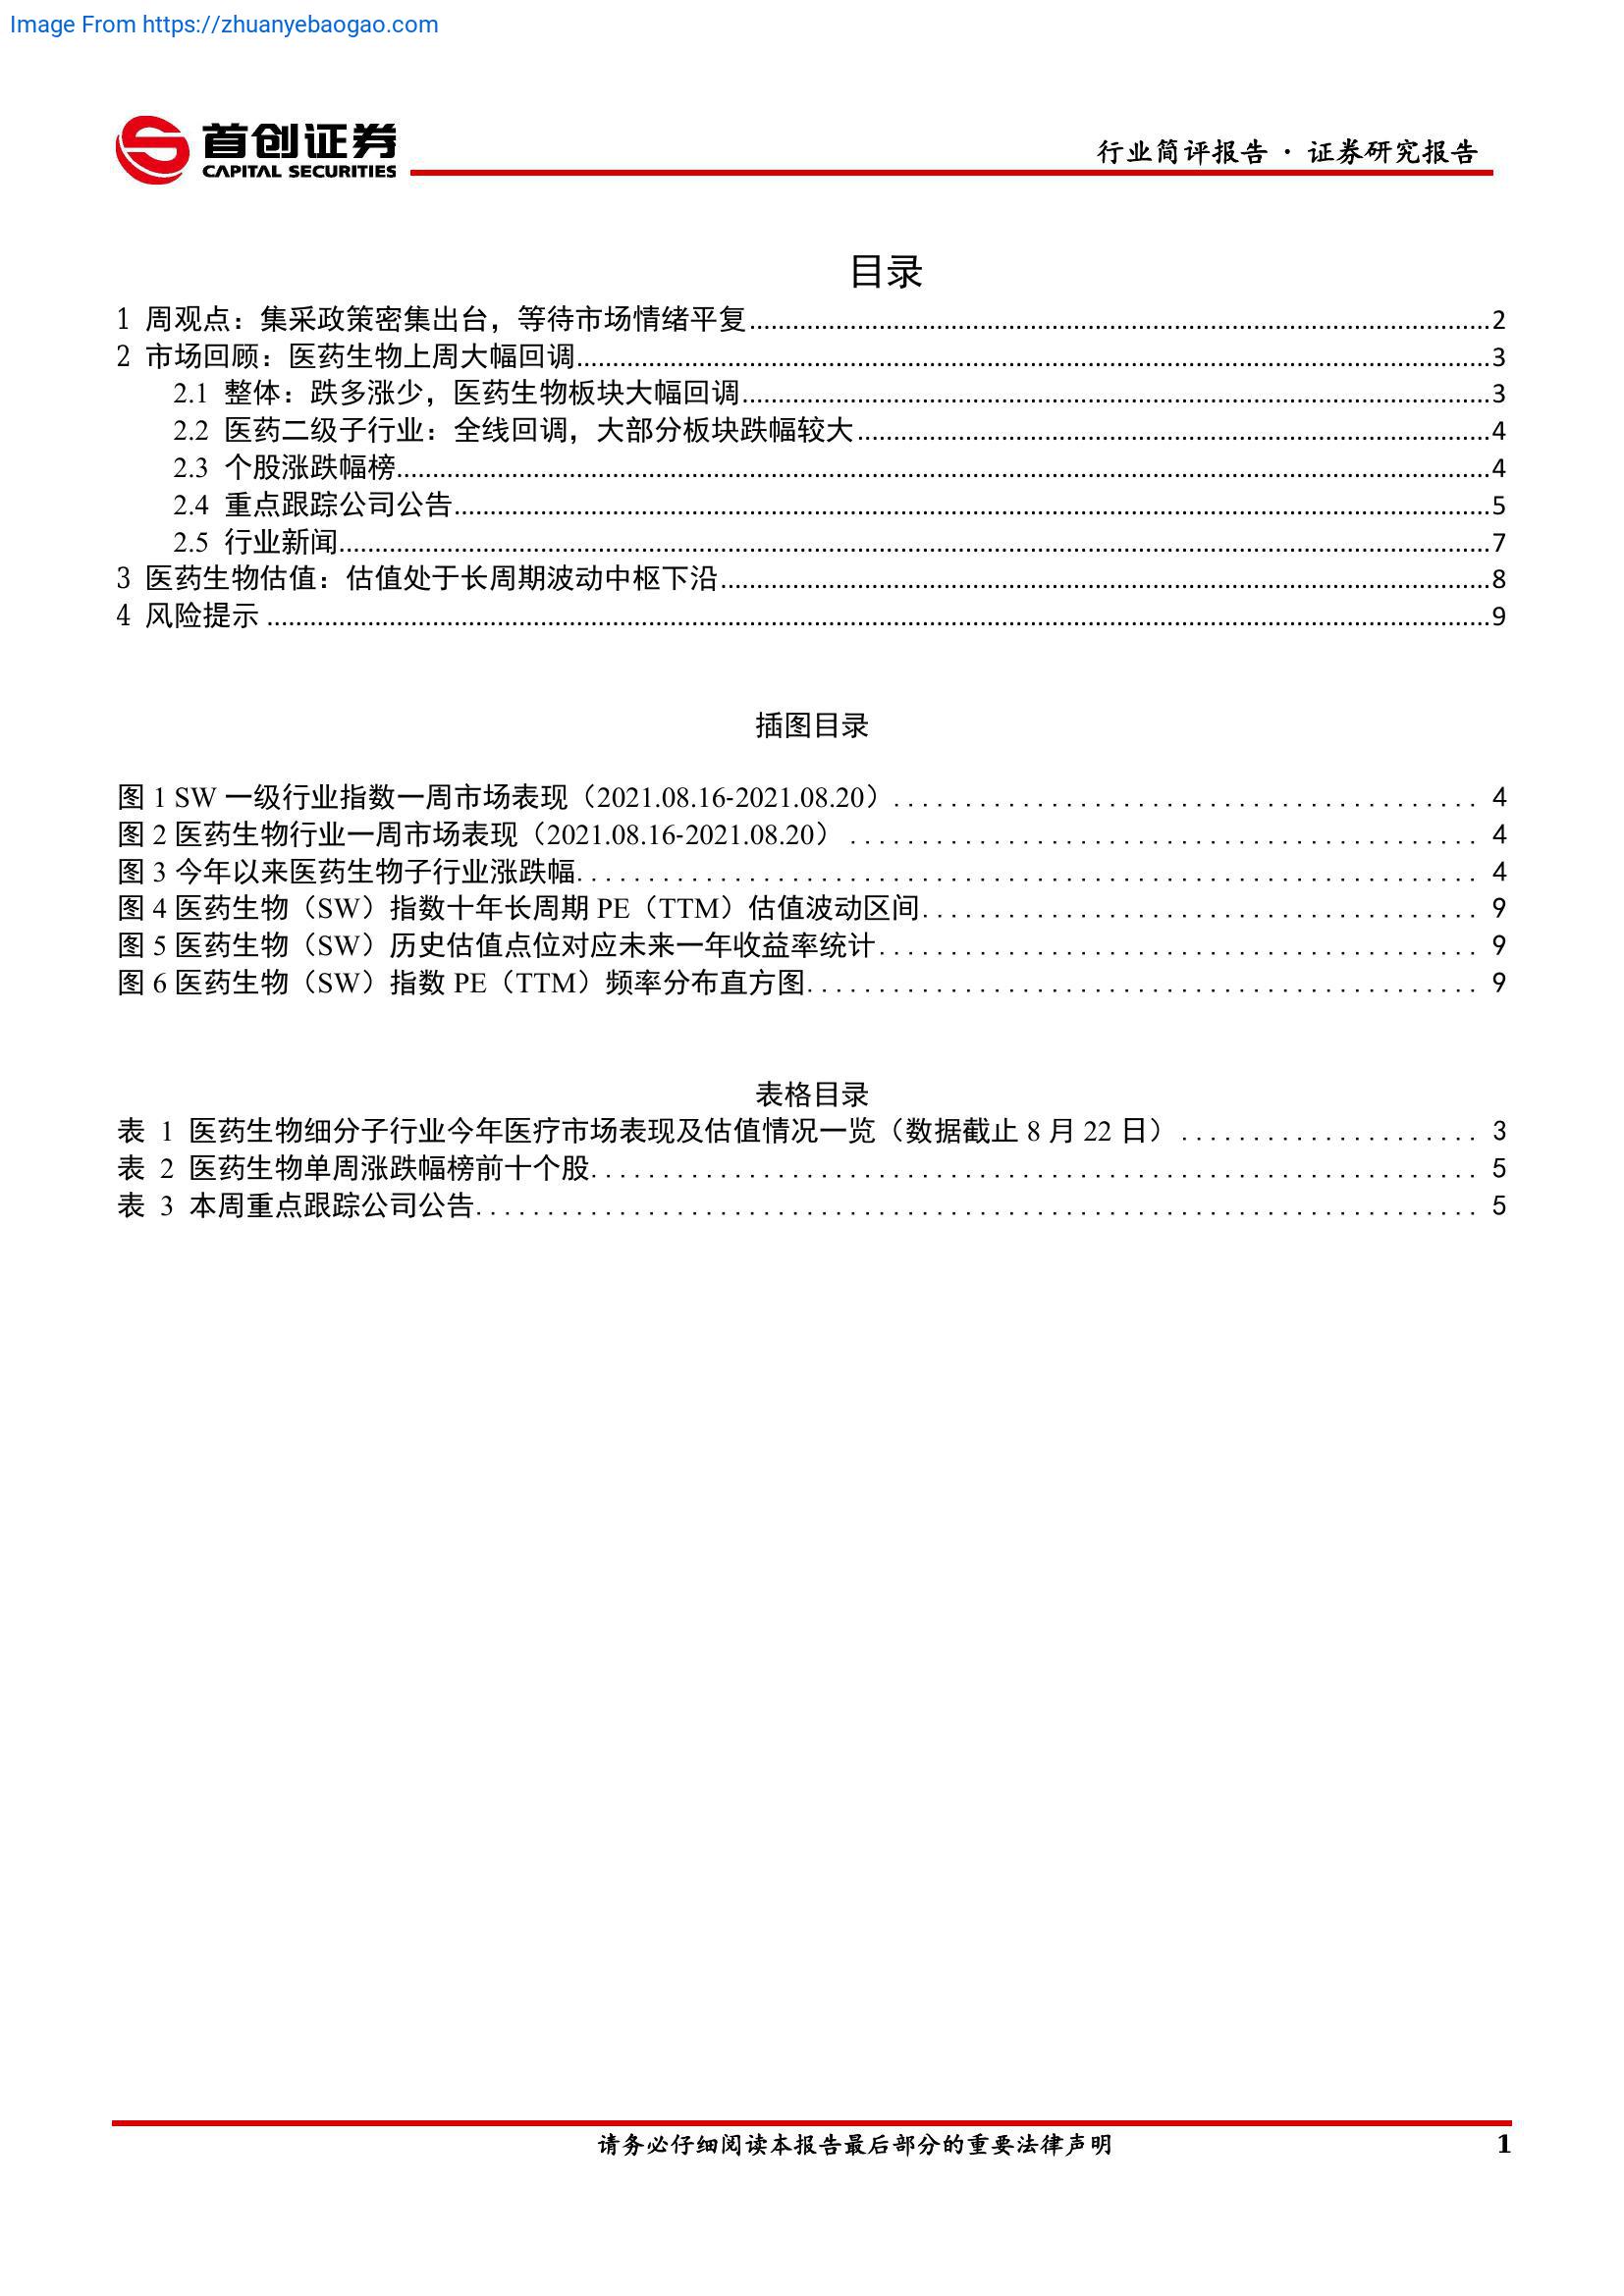 Image From https://zhuanyebaogao.com
首创证券
CAPITAL SECURITIES
行业简评报告 · 证券研究报告
目录
1 周观点：集采政策密集出台，等待市场情绪平复 2
2 市场回顾：医药生物上周大幅回调 3
2.1 整体：跌多涨少，医药生物板块大幅回调 3
2.2 医药二级子行业：全线回调，大部分板块跌幅较大 4
2.3 个股涨跌幅榜 4
2.4 重点跟踪公司公告 5
2.5 行业新闻 7
3 医药生物估值：估值处于长周期波动中枢下沿 8
4 风险提示 9
插图目录
图 1 SW 一级行业指数一周市场表现（2021.08.16-2021.08.20） 4
图 2 医药生物行业一周市场表现（2021.08.16-2021.08.20） 4
图 3 今年以来医药生物子行业涨跌幅 4
图 4 医药生物（SW）指数十年长周期 PE（TTM）估值波动区间 9
图 5 医药生物（SW）历史估值点位对应未来一年收益率统计 9
图 6 医药生物（SW）指数 PE（TTM）频率分布直方图 9
表格目录
表 1 医药生物细分子行业今年医疗市场表现及估值情况一览（数据截止 8 月 22 日） 3
表 2 医药生物单周涨跌幅榜前十个股 5
表 3 本周重点跟踪公司公告 5
请务必仔细阅读本报告最后部分的重要法律声明 1